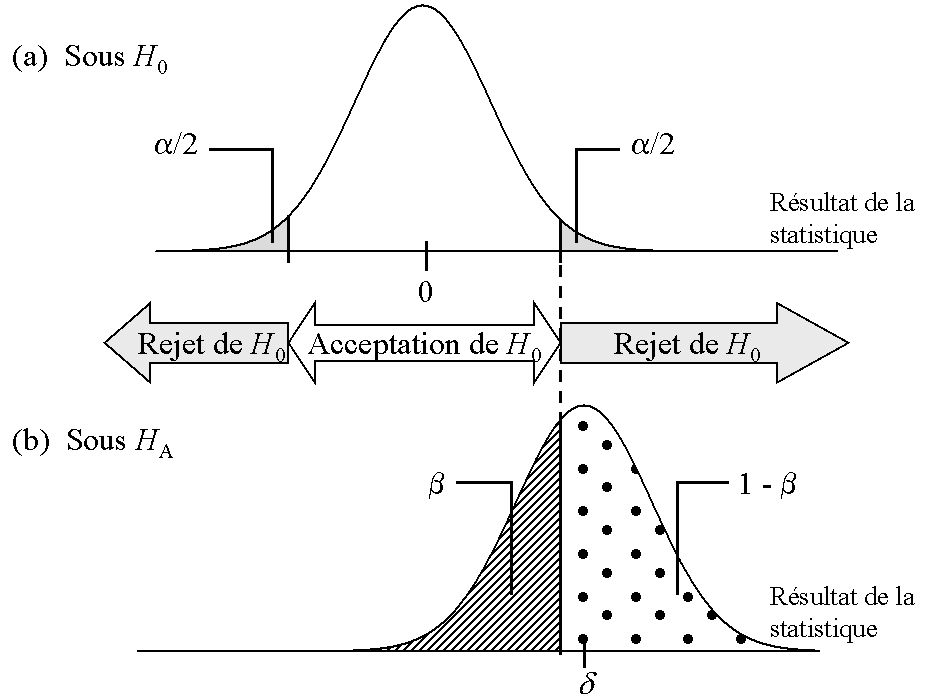 (a) Sous H0
α/2
α/2
Résultat de la
statistique
0
Rejet de H0
Acceptation de H0
Rejet de H0
(b) Sous HA
β
1 - β
Résultat de la
statistique
δ